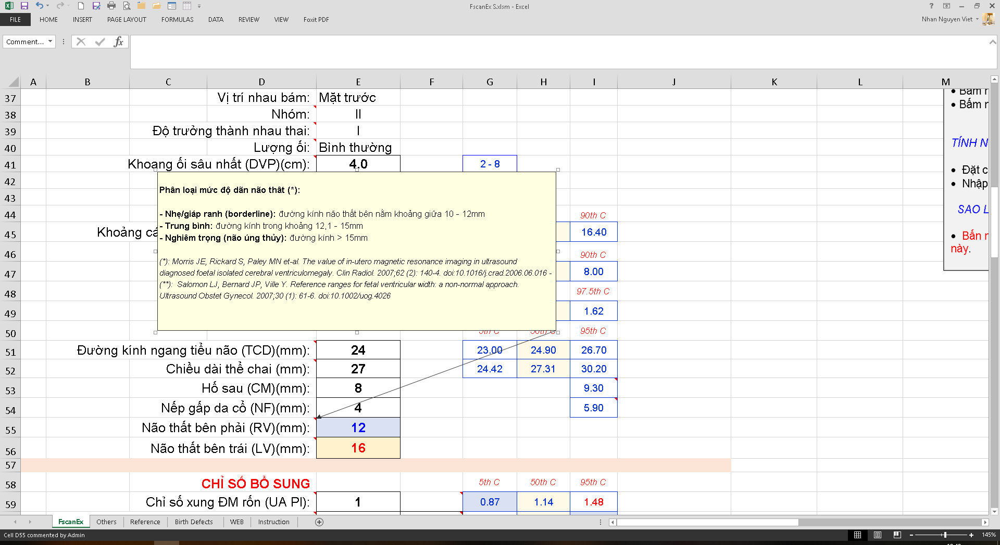 FscanEx S.xlsm - Excel
FILE HOME INSERT PAGE LAYOUT FORMULAS DATA REVIEW VIEW Foxit PDF
Nhan Nguyen Viet
Comment...
fx
A B C D E F G H I J K L M
37 Vị trí nhau bám: Mặt trước
38 Nhóm: II
39 Độ trưởng thành nhau thai: I
40 Lượng ối: Bình thường
41 Khoang ối sâu nhất (DVP)(cm): 4.0 2 - 8
42
43
44 90th C
45 Khoảng 16.40
46 90th C
47 8.00
48 97.5th C
49 1.62
50 5th C 50th C 95th C
51 Đường kính ngang tiểu não (TCD)(mm): 24 23.00 24.90 26.70
52 Chiều dài thể chai (mm): 27 24.42 27.31 30.20
53 Hố sau (CM)(mm): 8 9.30
54 Nếp gấp da cổ (NF)(mm): 4 5.90
55 Não thất bên phải (RV)(mm): 12
56 Não thất bên trái (LV)(mm): 16
57
58 CHỈ SỐ BỔ SUNG 5th C 50th C 95th C
59 Chỉ số xung ĐM rốn (UA PI): 1 0.87 1.14 1.48
Phân loại mức độ dãn não thât (*):
- Nhẹ/giáp ranh (borderline): đường kính não thất bên nằm khoảng giữa 10 - 12mm
- Trung bình: đường kính trong khoảng 12,1 - 15mm
- Nghiêm trọng (não úng thủy): đường kính > 15mm
(*): Morris JE, Rickard S, Paley MN et-al. The value of in-utero magnetic resonance imaging in ultrasound
diagnosed foetal isolated cerebral ventriculomegaly. Clin Radiol. 2007;62 (2): 140-4. doi:10.1016/j.crad.2006.06.016 -
(**): Salomon LJ, Bernard JP, Ville Y. Reference ranges for fetal ventricular width: a non-normal approach.
Ultrasound Obstet Gynecol. 2007;30 (1): 61-6. doi:10.1002/uog.4026
• Bấm
• Bấm
TÍNH
• Đặt
• Nhập
SAO
• Bấn
này.
FscanEx Others Reference Birth Defects WEB Instruction
Cell D55 commented by Admin
145%